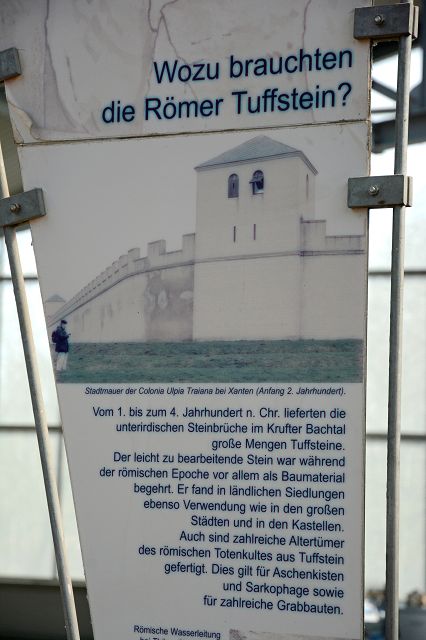 Wozu brauchten
die Römer Tuffstein?
Stadtmauer der Colonia Ulpia Traiana bei Xanten (Anfang 2. Jahrhundert).
Vom 1. bis zum 4. Jahrhundert n. Chr. lieferten die
unterirdischen Steinbrüche im Krufter Bachtal
große Mengen Tuffsteine.
Der leicht zu bearbeitende Stein war während
der römischen Epoche vor allem als Baumaterial
begehrt. Er fand in ländlichen Siedlungen
ebenso Verwendung wie in den großen
Städten und in den Kastellen.
Auch sind zahlreiche Altertümer
des römischen Totenkultes aus Tuffstein
gefertigt. Dies gilt für Aschenkisten
und Sarkophage sowie
für zahlreiche Grabbauten.
Römische Wasserleitung